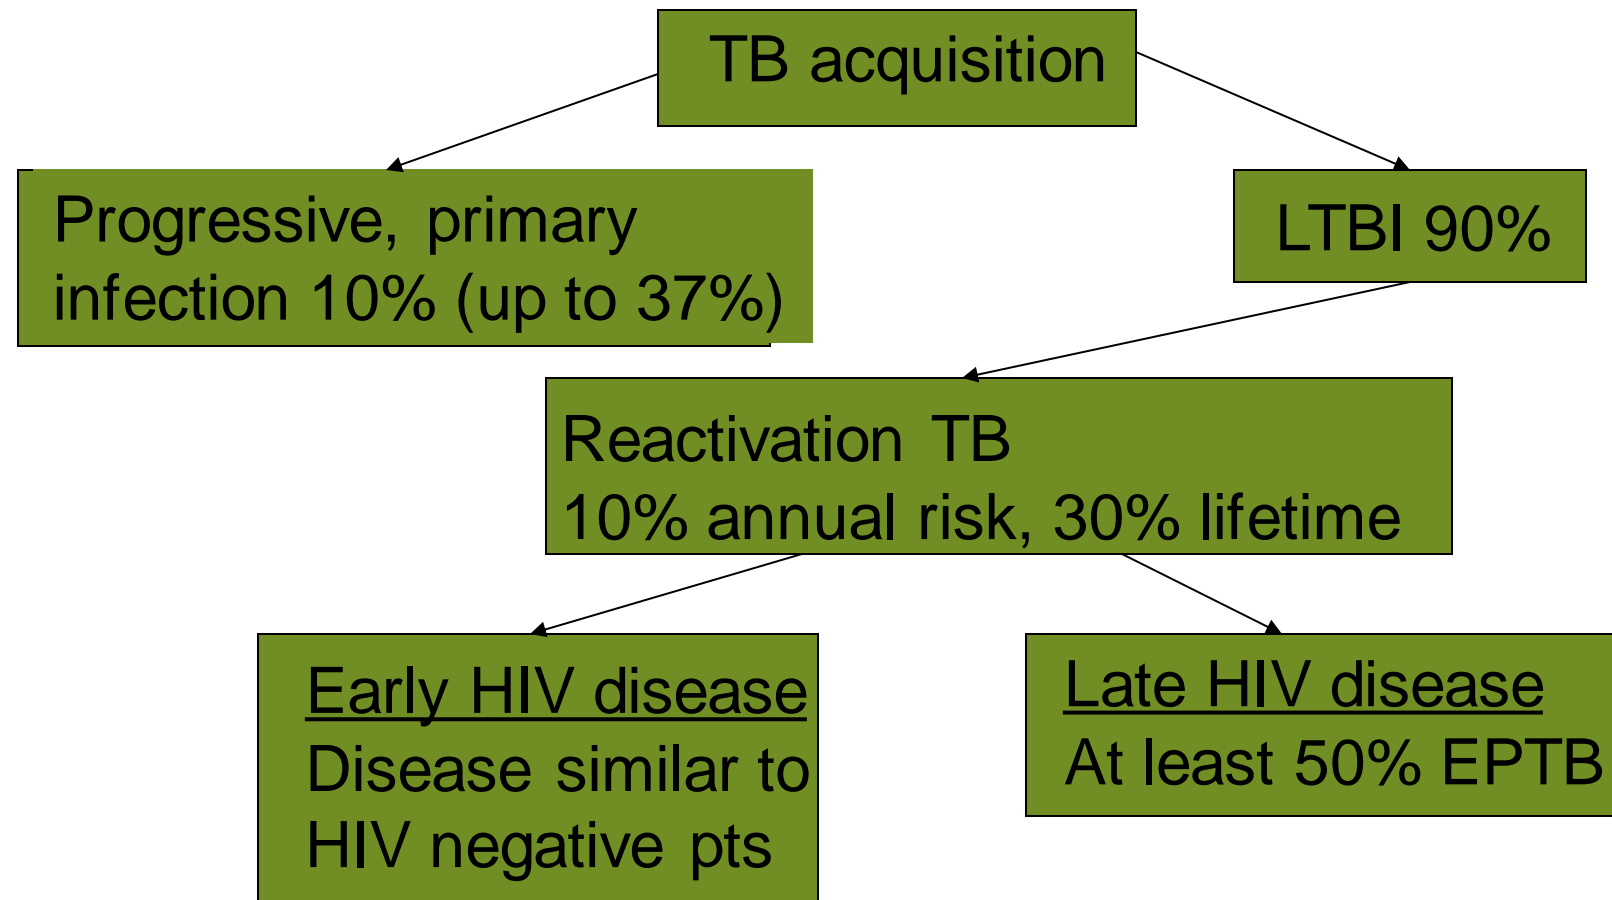 TB acquisition
Progressive, primary
infection 10% (up to 37%)
LTBI 90%
Reactivation TB
10% annual risk, 30% lifetime
Early HIV disease
Disease similar to
HIV negative pts
Late HIV disease
At least 50% EPTB